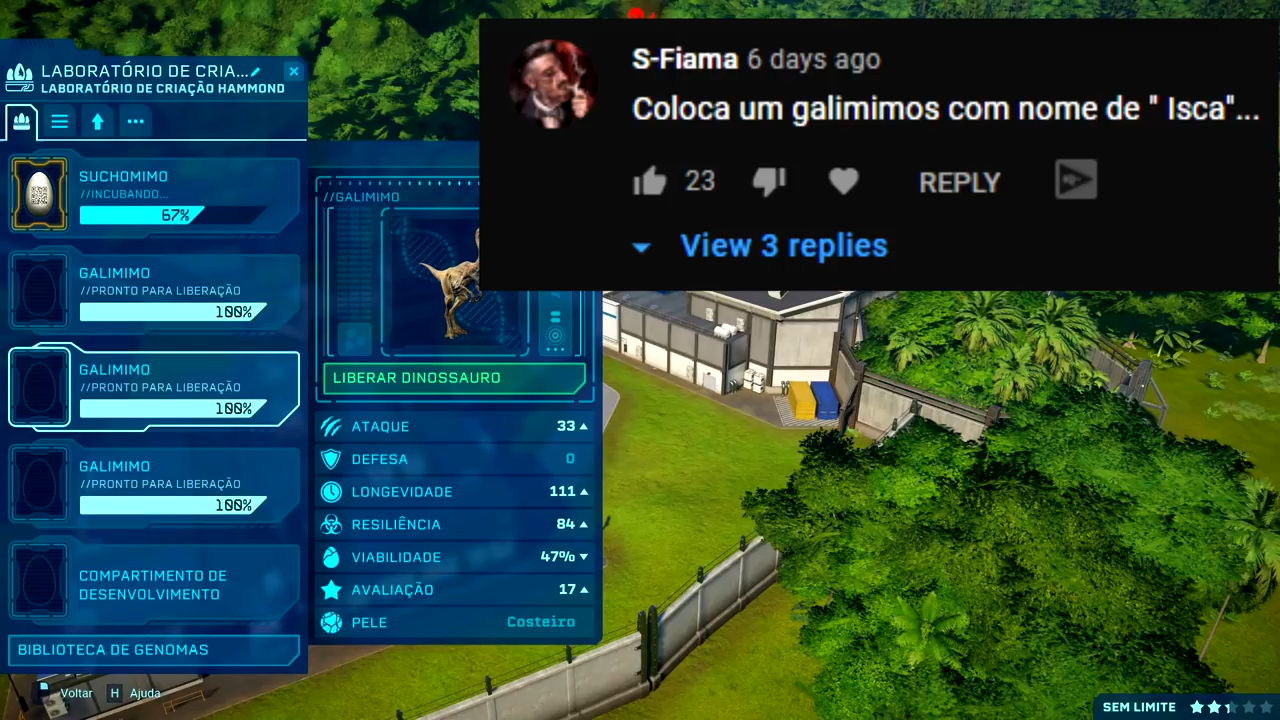 LABORATÓRIO DE CRIA...
LABORATÓRIO DE CRIAÇÃO HAMMOND
SUCHOMIMO
//INCUBANDO...
67%
GALIMIMO
//PRONTO PARA LIBERAÇÃO
100%
GALIMIMO
//PRONTO PARA LIBERAÇÃO
100%
GALIMIMO
//PRONTO PARA LIBERAÇÃO
100%
COMPARTIMENTO DE
DESENVOLVIMENTO
BIBLIOTECA DE GENOMAS
Voltar H Ajuda
//GALIMIMO
LIBERAR DINOSSAURO
ATAQUE 33
DEFESA 0
LONGEVIDADE 111
RESILIÊNCIA 84
VIABILIDADE 47%
AVALIAÇÃO 17
PELE Costeiro
S-Fiama 6 days ago
Coloca um galimimos com nome de " Isca"...
23 REPLY
View 3 replies
SEM LIMITE